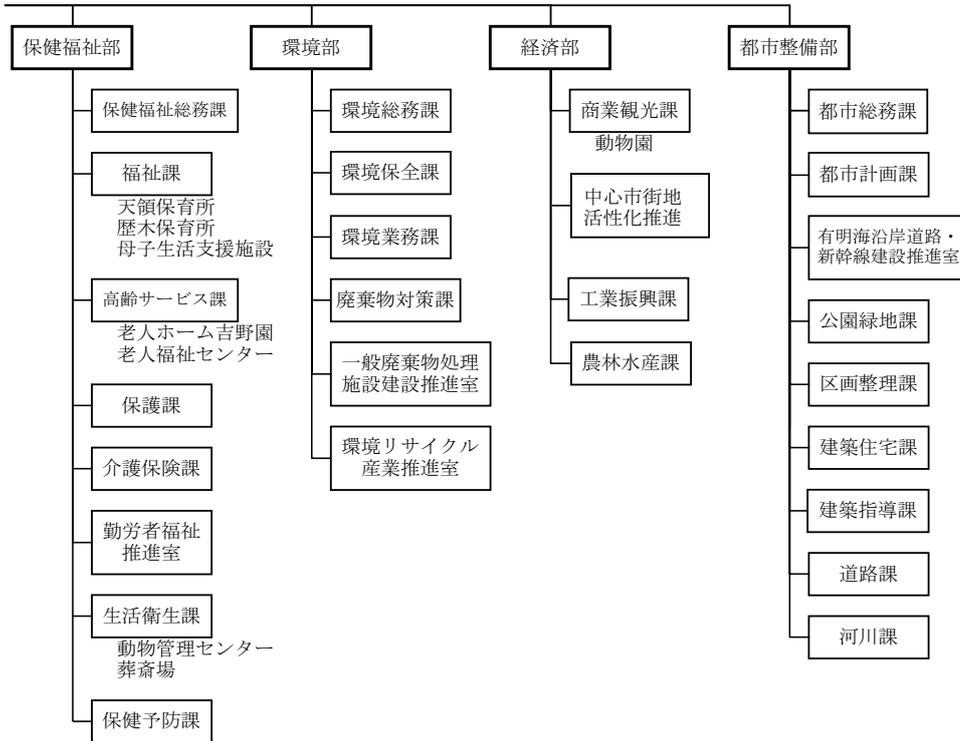 保健福祉部
保健福祉総務課
福祉課
天領保育所
歴木保育所
母子生活支援施設
高齢サービス課
老人ホーム吉野園
老人福祉センター
保護課
介護保険課
勤労者福祉
推進室
生活衛生課
動物管理センター
葬斎場
保健予防課
環境部
環境総務課
環境保全課
環境業務課
廃棄物対策課
一般廃棄物処理
施設建設推進室
環境リサイクル
産業推進室
経済部
商業観光課
動物園
中心市街地
活性化推進
工業振興課
農林水産課
都市整備部
都市総務課
都市計画課
有明海沿岸道路・
新幹線建設推進室
公園緑地課
区画整理課
建築住宅課
建築指導課
道路課
河川課